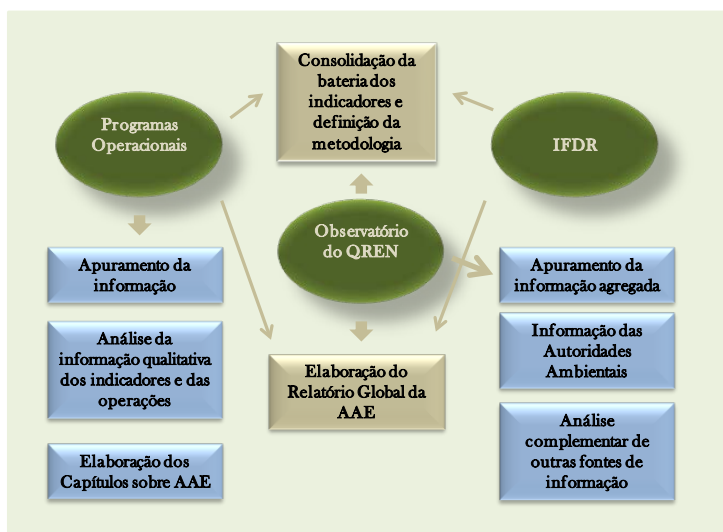 Consolidação da
bateria dos
indicadores e
definição da
metodologia
Programas
Operacionais
IFDR
Observatório
do QREN
Apuramento da
informação
Análise da
informação qualitativa
dos indicadores e das
operações
Elaboração dos
Capítulos sobre AAE
Elaboração do
Relatório Global da
AAE
Apuramento da
informação agregada
Informação das
Autoridades
Ambientais
Análise
complementar de
outras fontes de
informação